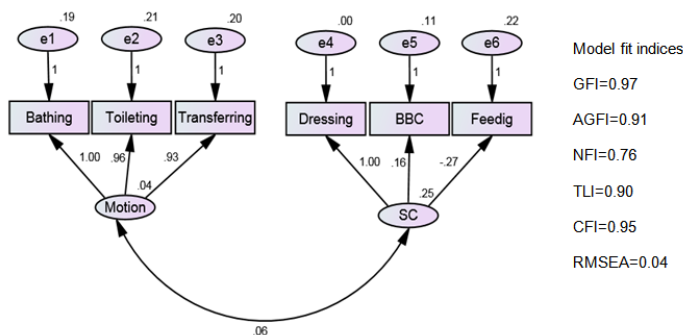 .19 .21 .20 .00 .11 .22
e1 e2 e3 e4 e5 e6
1 1 1 1 1 1
Bathing Toileting Transferring Dressing BBC Feedig
1.00 .96 .93 1.00 .16 -.27
.04 .25
Motion SC
.06
Model fit indices
GFI=0.97
AGFI=0.91
NFI=0.76
TLI=0.90
CFI=0.95
RMSEA=0.04